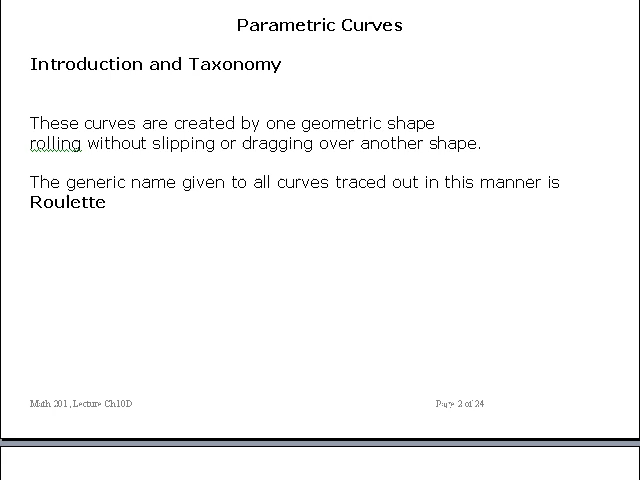 Parametric Curves
Introduction and Taxonomy
These curves are created by one geometric shape
rolling without slipping or dragging over another shape.
The generic name given to all curves traced out in this manner is
Roulette
Math 201, Lecture Ch10D Page 2 of 24